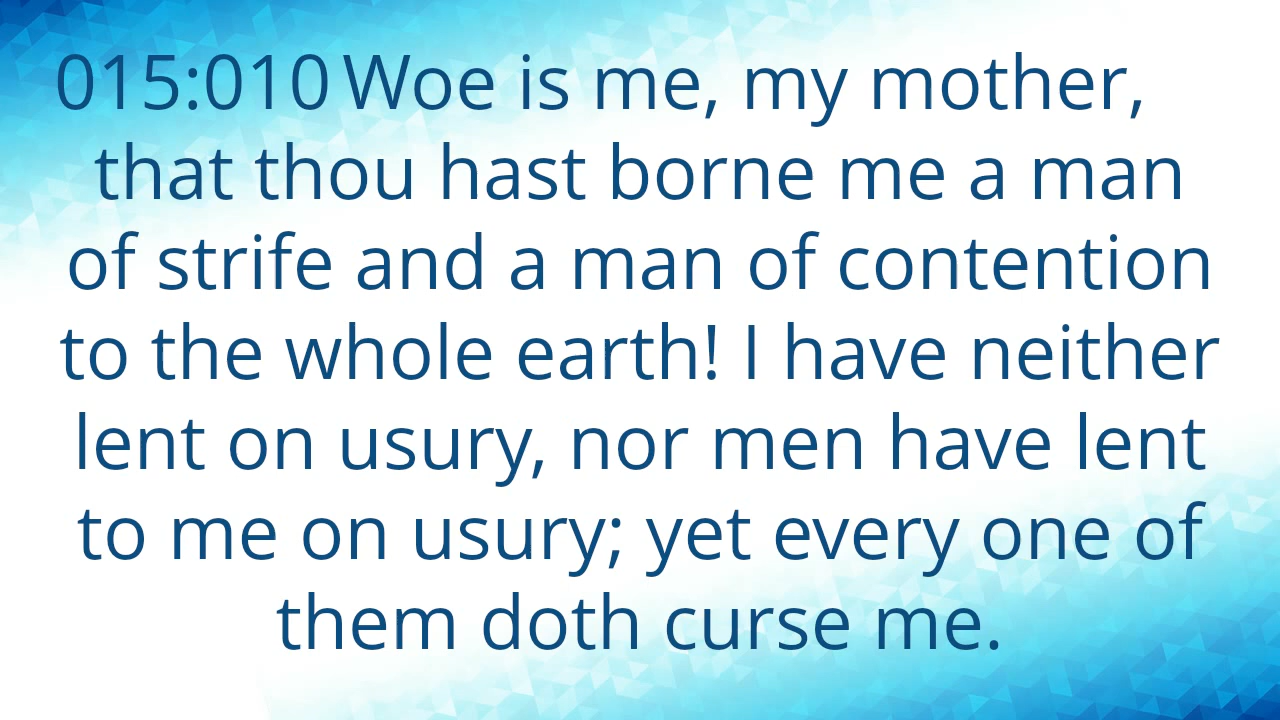 015:010 Woe is me, my mother,
that thou hast borne me a man
of strife and a man of contention
to the whole earth! I have neither
lent on usury, nor men have lent
to me on usury; yet every one of
them doth curse me.